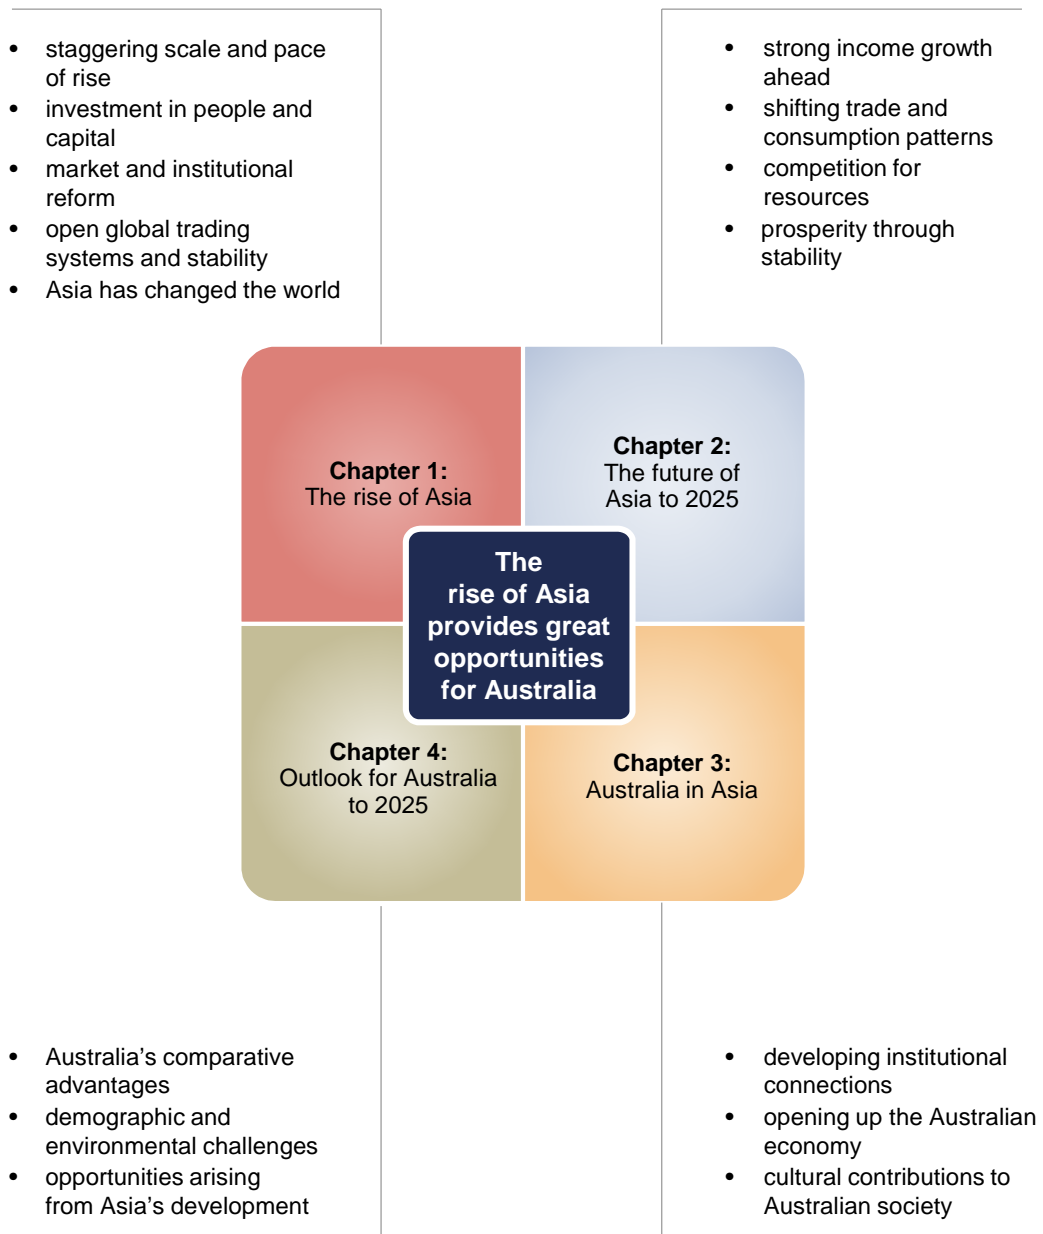 • staggering scale and pace
of rise
• investment in people and
capital
• market and institutional
reform
• open global trading
systems and stability
• Asia has changed the world
• strong income growth
ahead
• shifting trade and
consumption patterns
• competition for
resources
• prosperity through
stability
Chapter 1:
The rise of Asia
Chapter 2:
The future of
Asia to 2025
The
rise of Asia
provides great
opportunities
for Australia
Chapter 4:
Outlook for Australia
to 2025
Chapter 3:
Australia in Asia
• Australia’s comparative
advantages
• demographic and
environmental challenges
• opportunities arising
from Asia’s development
• developing institutional
connections
• opening up the Australian
economy
• cultural contributions to
Australian society